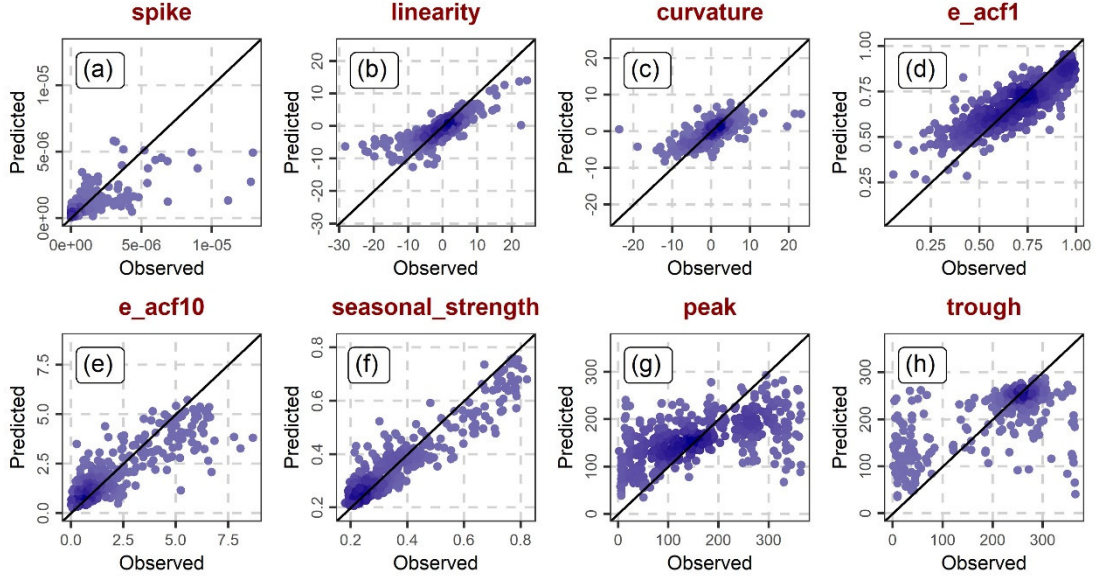 spike
linearity
curvature
e_acf1
(a)
(b)
(c)
(d)
Predicted
1e-05
5e-06
0e+00
0e+00 5e-06 1e-05
Observed
Predicted
20
10
0
-10
-20
-30
-30 -20 -10 0 10 20
Observed
Predicted
20
10
0
-10
-20
-20 -10 0 10 20
Observed
Predicted
1.00
0.75
0.50
0.25
0.25 0.50 0.75 1.00
Observed
e_acf10
seasonal_strength
peak
trough
(e)
(f)
(g)
(h)
Predicted
7.5
5.0
2.5
0.0
0.0 2.5 5.0 7.5
Observed
Predicted
0.8
0.6
0.4
0.2
0.2 0.4 0.6 0.8
Observed
Predicted
300
200
100
0
0 100 200 300
Observed
Predicted
300
200
100
0
0 100 200 300
Observed